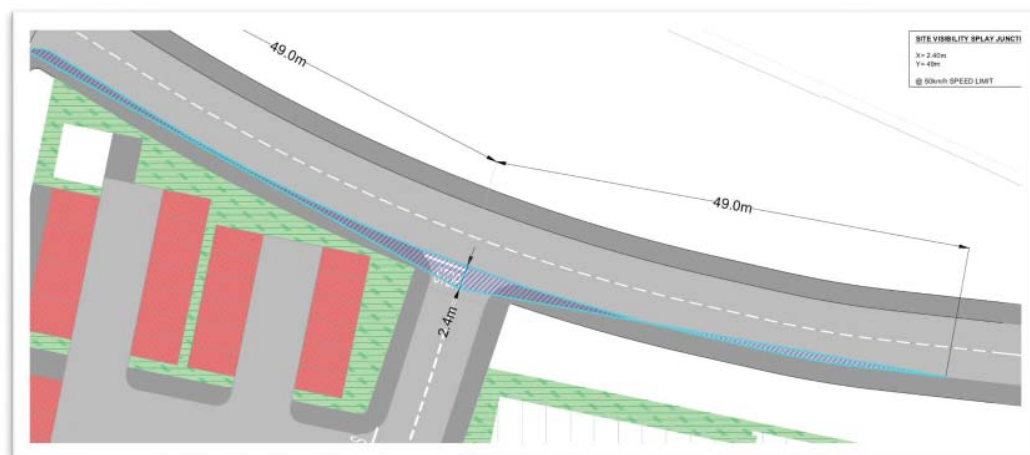 49.0m
SITE VISIBILITY SPLAY JUNCTI
X= 2.40m
Y= 49m
@ 50km/h SPEED LIMIT
49.0m
2.4m